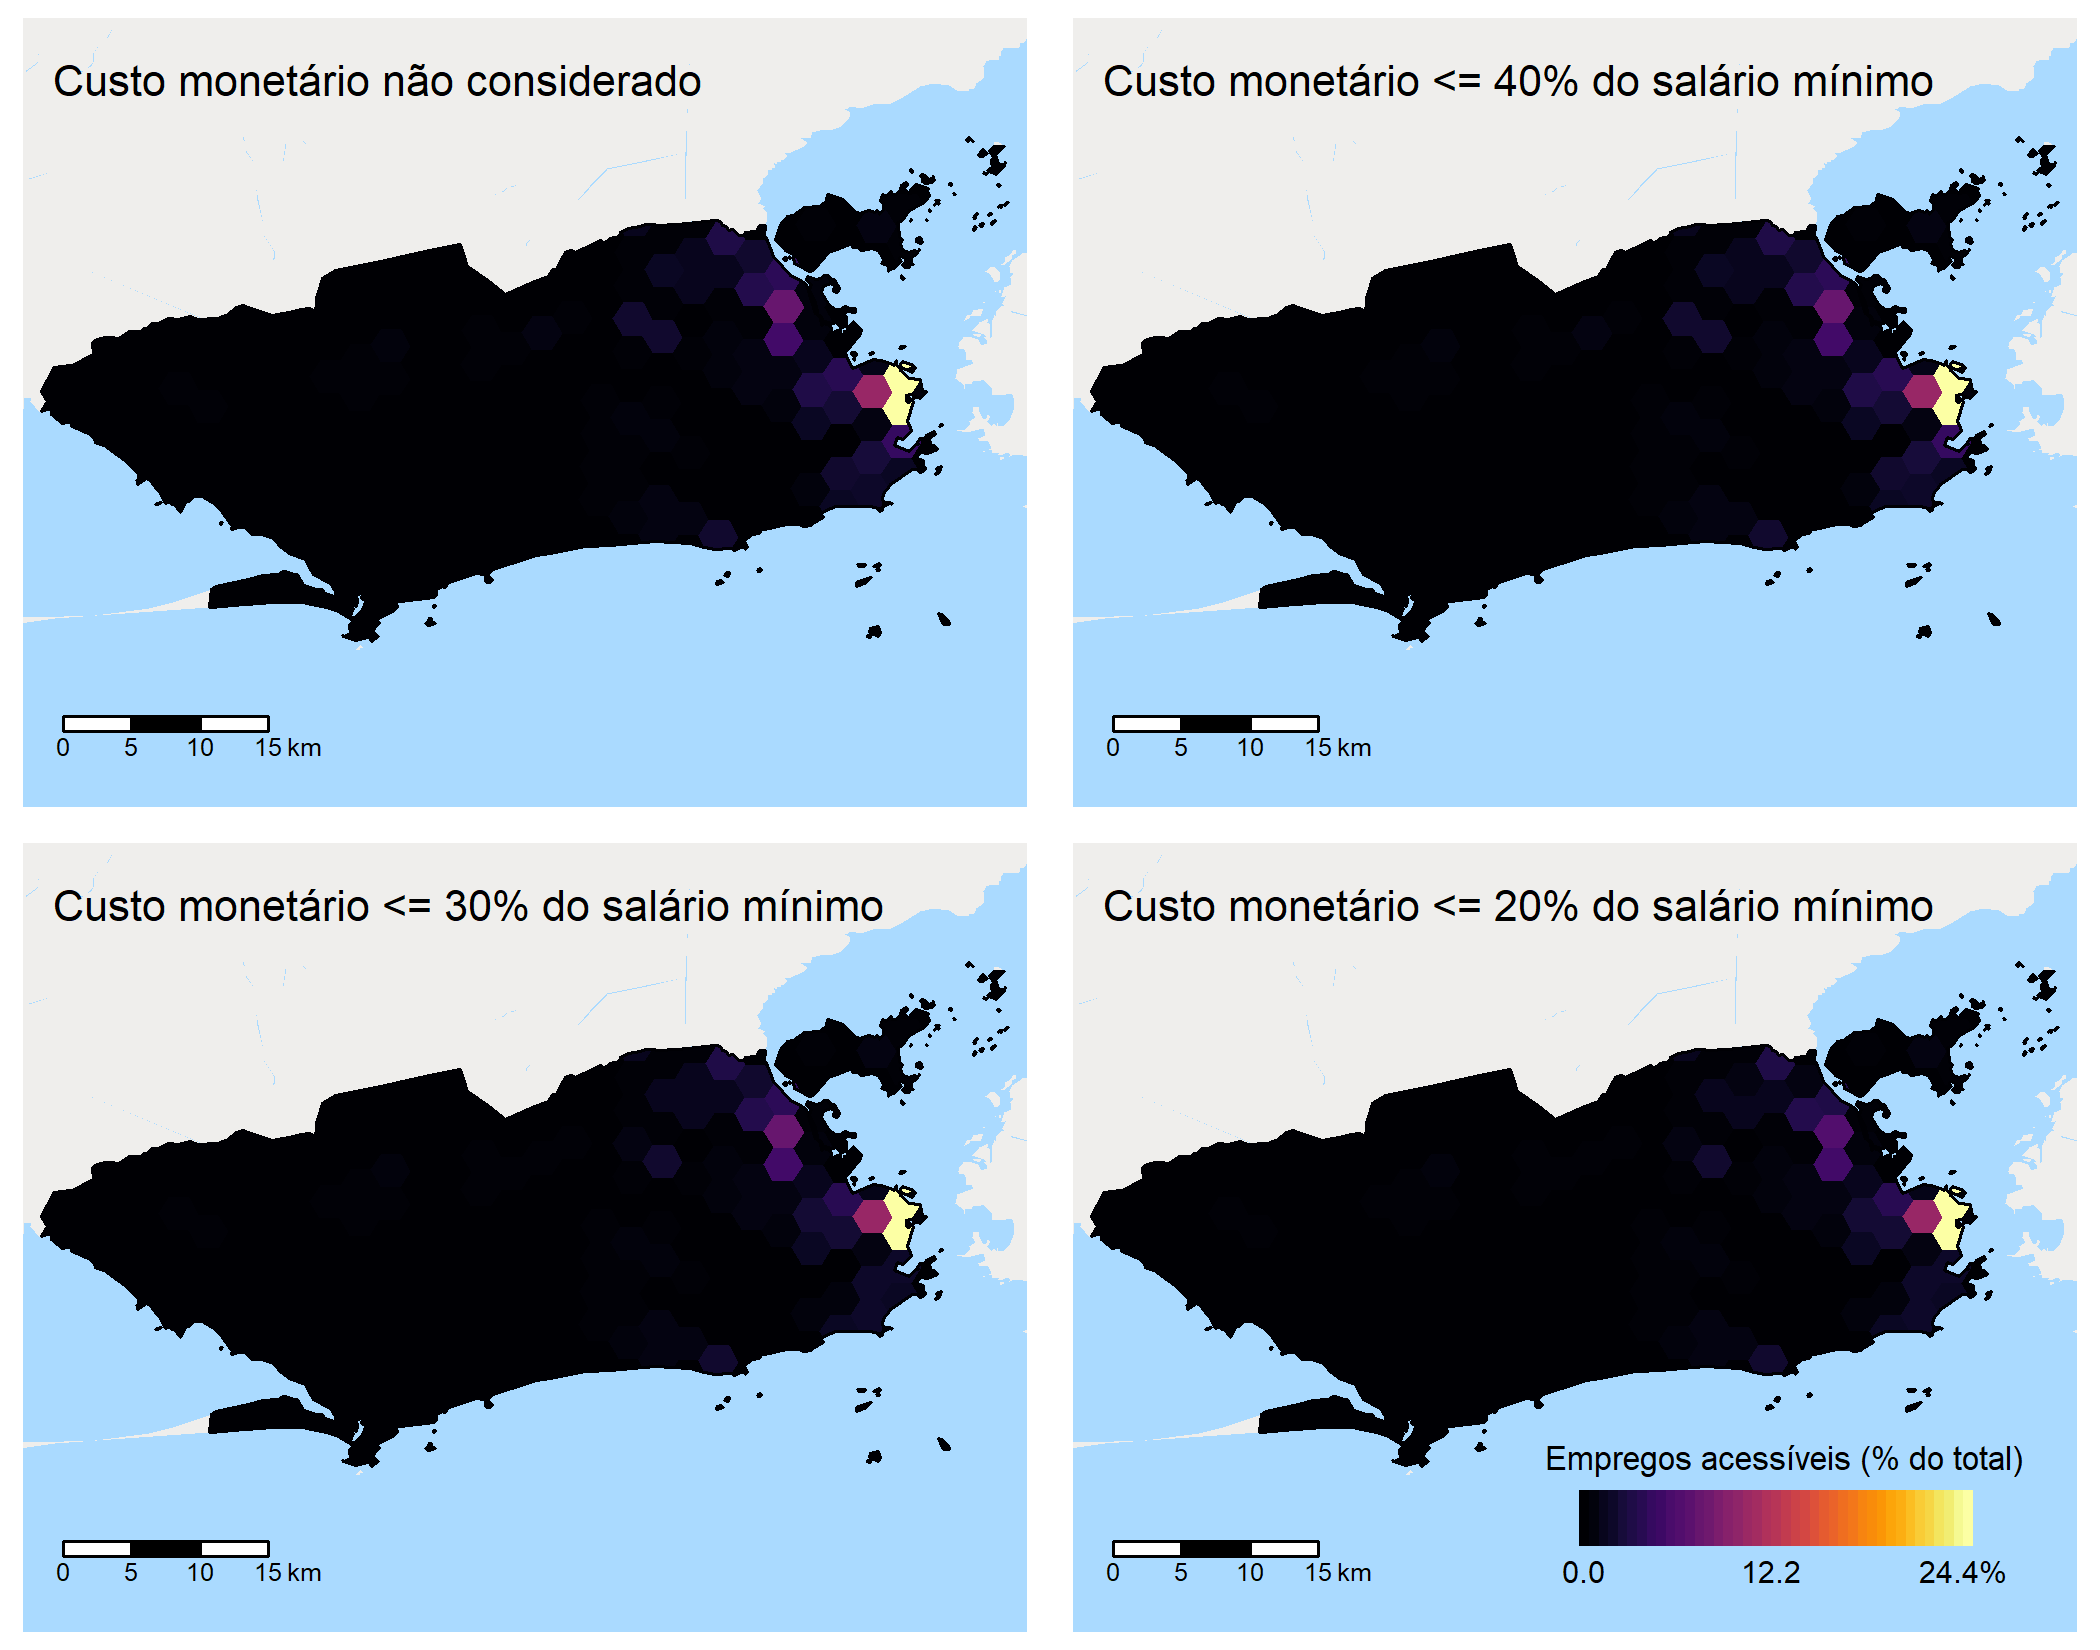 Custo monetário não considerado
0 5 10 15 km
Custo monetário <= 40% do salário mínimo
0 5 10 15 km
Custo monetário <= 30% do salário mínimo
0 5 10 15 km
Custo monetário <= 20% do salário mínimo
Empregos acessíveis (% do total)
0.0 12.2 24.4%
0 5 10 15 km